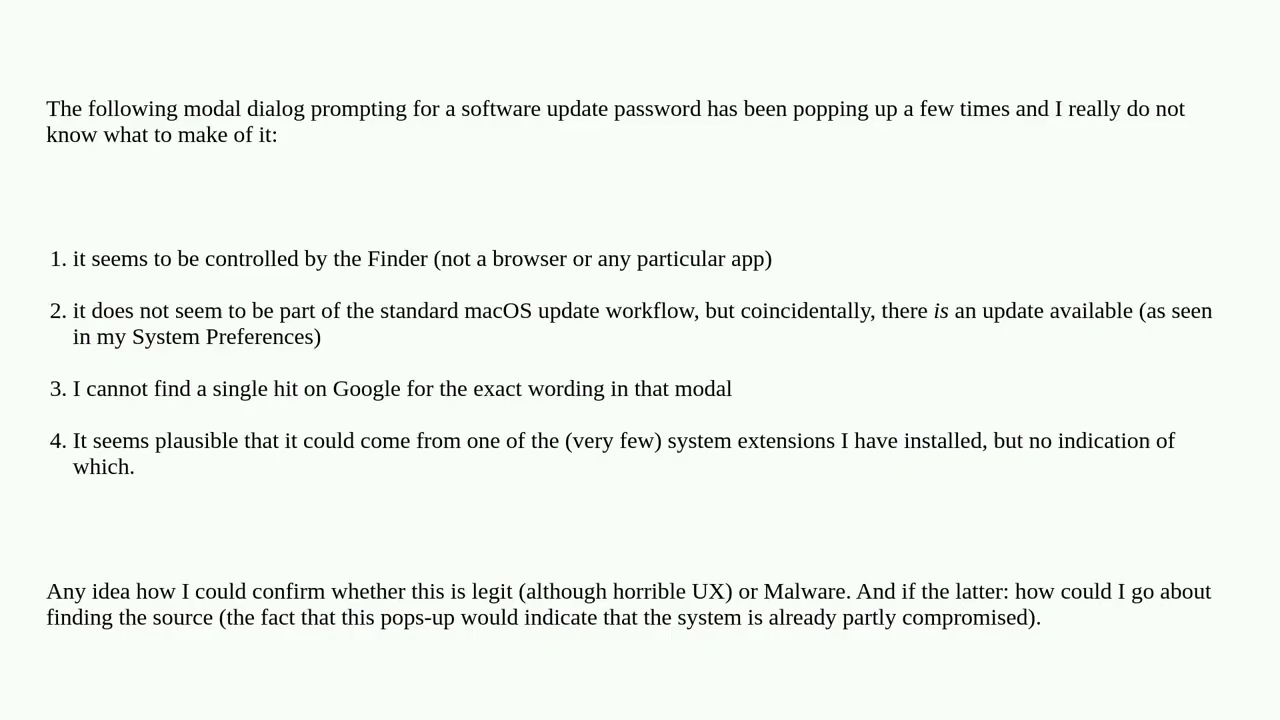 The following modal dialog prompting for a software update password has been popping up a few times and I really do not
know what to make of it:
1. it seems to be controlled by the Finder (not a browser or any particular app)
2. it does not seem to be part of the standard macOS update workflow, but coincidentally, there is an update available (as seen
in my System Preferences)
3. I cannot find a single hit on Google for the exact wording in that modal
4. It seems plausible that it could come from one of the (very few) system extensions I have installed, but no indication of
which.
Any idea how I could confirm whether this is legit (although horrible UX) or Malware. And if the latter: how could I go about
finding the source (the fact that this pops-up would indicate that the system is already partly compromised).